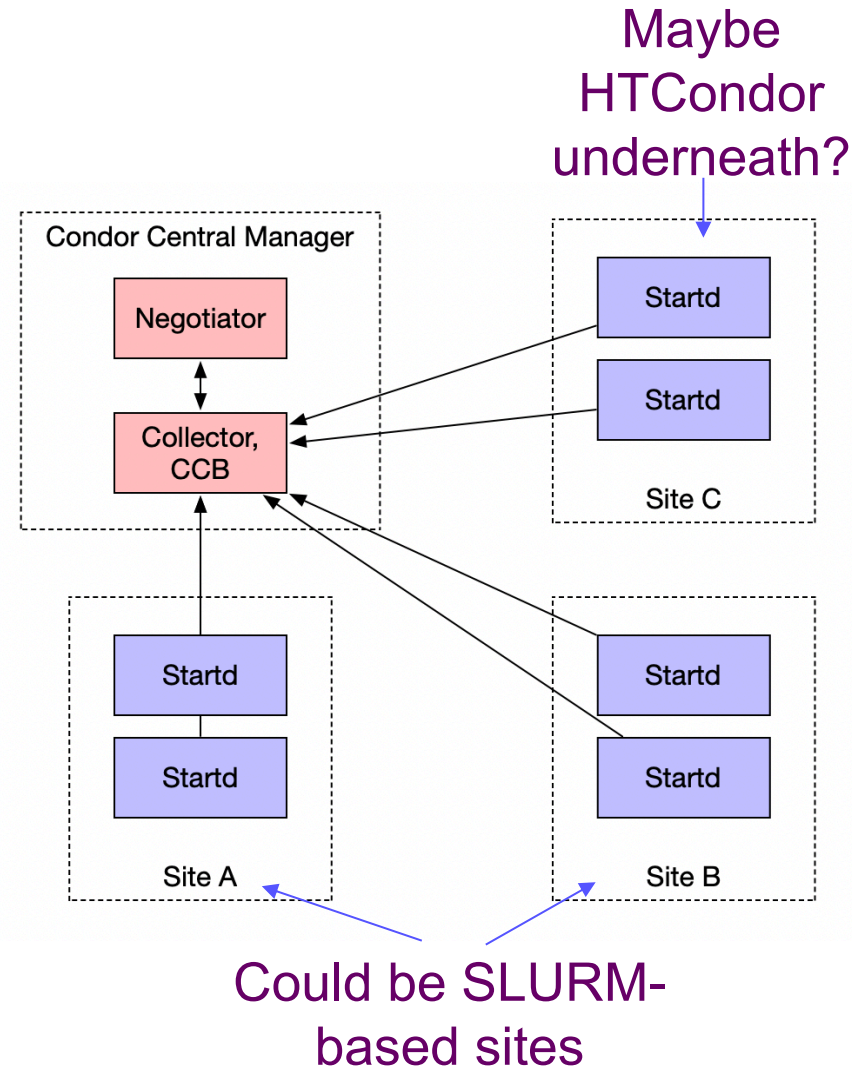 Maybe
HTCondor
underneath?
Condor Central Manager
Negotiator
Collector,
CCB
Startd
Startd
Site C
Startd
Startd
Site A
Startd
Startd
Site B
Could be SLURM-
based sites